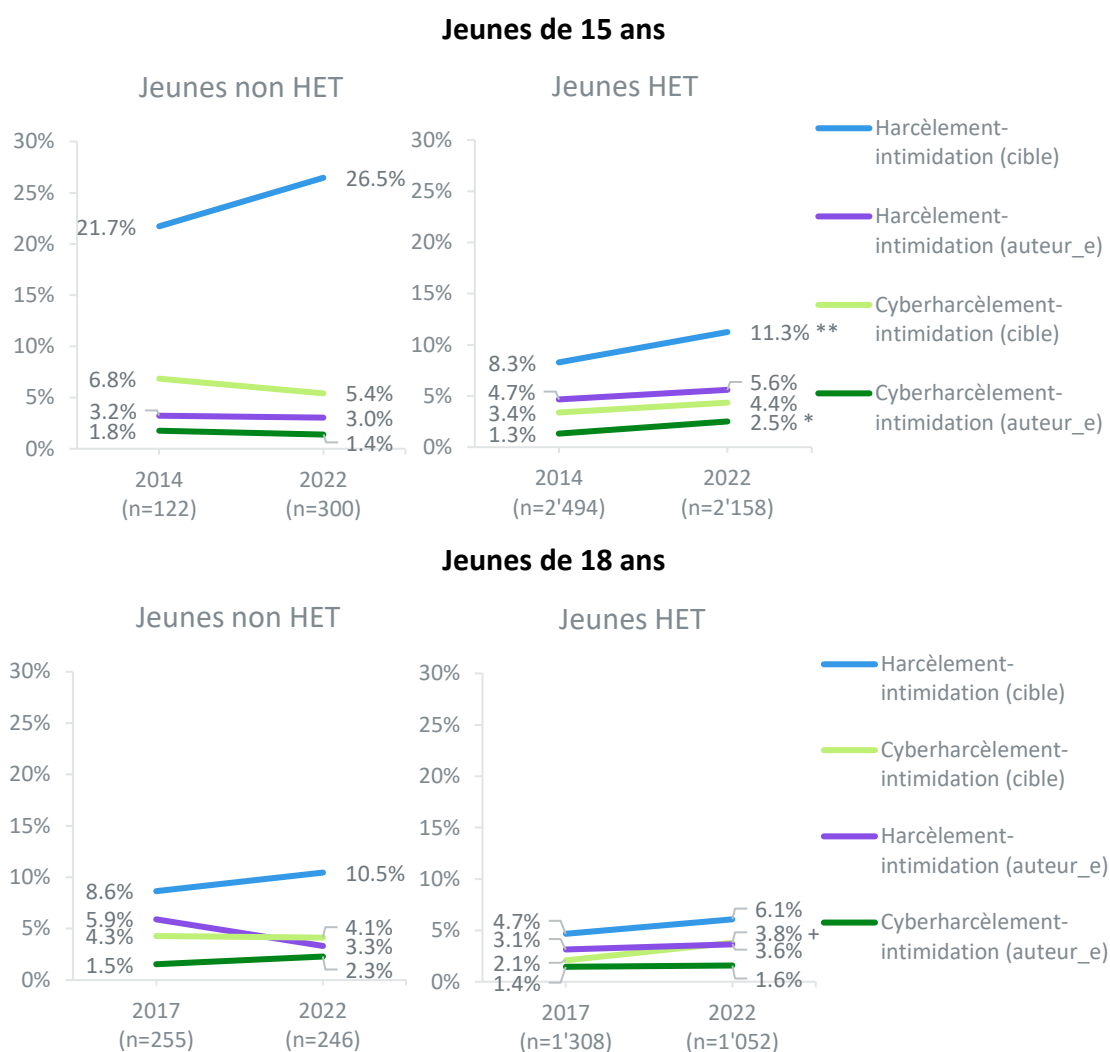 Jeunes de 15 ans
Jeunes non HET
30%
25%
20%
15%
10%
5%
0%
21.7%
26.5%
6.8%
5.4%
3.2%
3.0%
1.8%
1.4%
2014
(n=122)
2022
(n=300)
Jeunes HET
30%
25%
20%
15%
10%
5%
0%
8.3%
11.3% **
4.7%
5.6%
3.4%
4.4%
1.3%
2.5% *
2014
(n=2'494)
2022
(n=2'158)
Harcèlement-
intimidation (cible)
Harcèlement-
intimidation (auteur_e)
Cyberharcèlement-
intimidation (cible)
Cyberharcèlement-
intimidation (auteur_e)
Jeunes de 18 ans
Jeunes non HET
30%
25%
20%
15%
10%
5%
0%
8.6%
10.5%
5.9%
4.1%
4.3%
3.3%
1.5%
2.3%
2017
(n=255)
2022
(n=246)
Jeunes HET
30%
25%
20%
15%
10%
5%
0%
4.7%
6.1%
3.1%
3.8% +
2.1%
3.6%
1.4%
1.6%
2017
(n=1'308)
2022
(n=1'052)
Harcèlement-
intimidation (cible)
Cyberharcèlement-
intimidation (cible)
Harcèlement-
intimidation (auteur_e)
Cyberharcèlement-
intimidation (auteur_e)